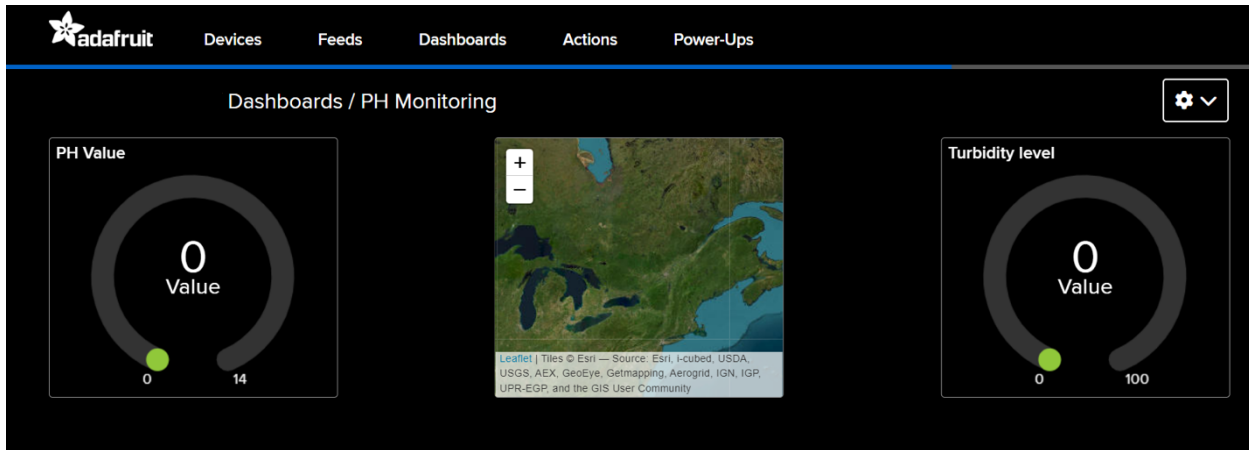 adafruit Devices Feeds Dashboards Actions Power-Ups
Dashboards / PH Monitoring
PH Value
0
Value
0 14
+
−
Leaflet | Tiles © Esri — Source: Esri, i-cubed, USDA,
USGS, AEX, GeoEye, Getmapping, Aerogrid, IGN, IGP,
UPR-EGP, and the GIS User Community
Turbidity level
0
Value
0 100